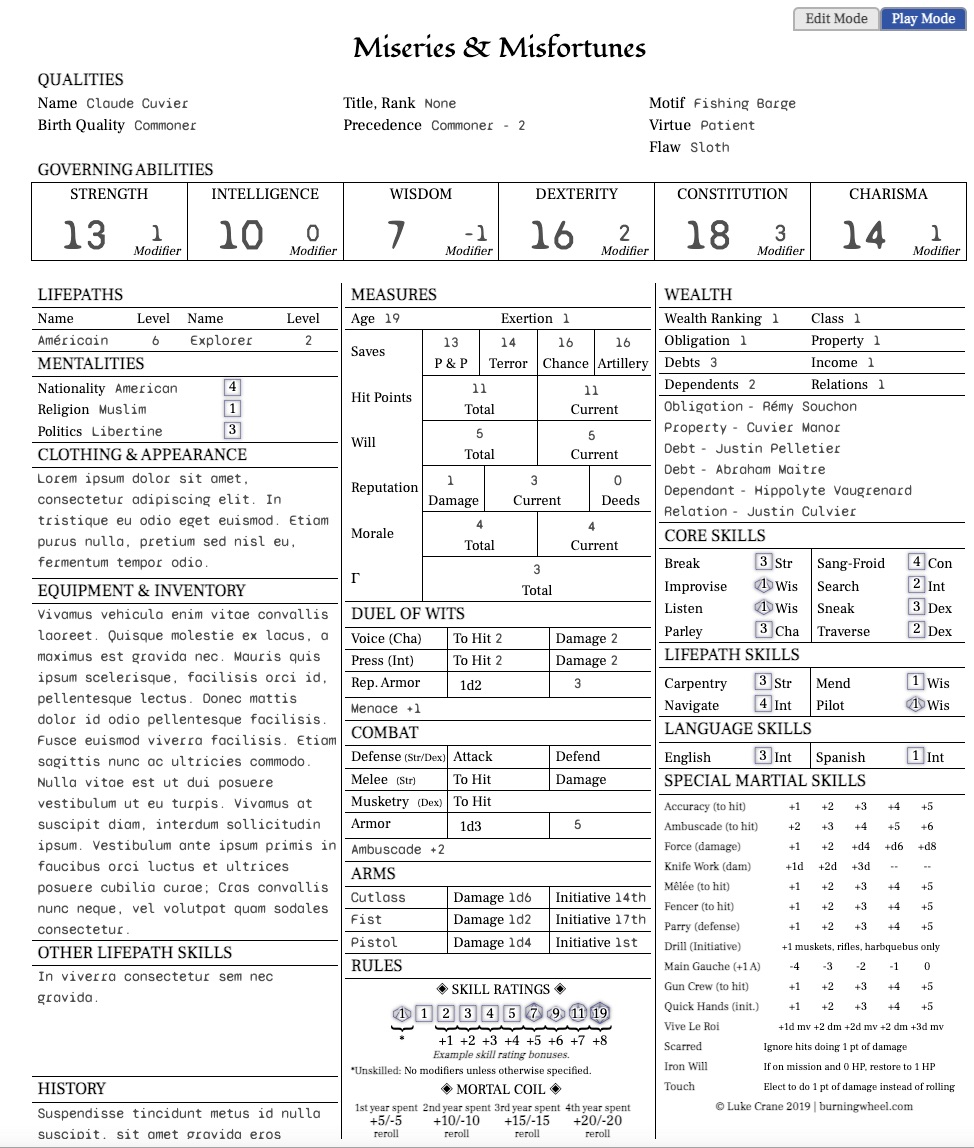 Edit Mode Play Mode
Miseries & Misfortunes
QUALITIES
Name Claude Cuvier Title, Rank None Motif Fishing Barge
Birth Quality Commoner Precedence Commoner - 2 Virtue Patient
Flaw Sloth
GOVERNING ABILITIES
STRENGTH INTELLIGENCE WISDOM DEXTERITY CONSTITUTION CHARISMA
13 1 10 0 7 -1 16 2 18 3 14 1
Modifier Modifier Modifier Modifier Modifier Modifier
LIFEPATHS
Name Level Name Level
Américain 6 Explorer 2
MENTALITIES
Nationality American 4
Religion Muslim 1
Politics Libertine 3
CLOTHING & APPEARANCE
Lorem ipsum dolor sit amet,
consectetur adipiscing elit. In
tristique eu odio eget euismod. Etiam
purus nulla, pretium sed nisl eu,
fermentum tempor odio.
EQUIPMENT & INVENTORY
Vivamus vehicula enim vitae convallis
laoreet. Quisque molestie ex lacus, a
maximus est gravida nec. Mauris quis
ipsum scelerisque, facilisis orci id,
pellentesque lectus. Donec mattis
dolor id odio pellentesque facilisis.
Fusce euismod viverra facilisis. Etiam
sagittis nunc ac ultricies commodo.
Nulla vitae est ut dui posuere
vestibulum ut eu turpis. Vivamus at
suscipit diam, interdum sollicitudin
ipsum. Vestibulum ante ipsum primis in
faucibus orci luctus et ultrices
posuere cubilia curae; Cras convallis
nunc neque, vel volutpat quam sodales
consectetur.
OTHER LIFEPATH SKILLS
In viverra consectetur sem nec
gravida.
HISTORY
Suspendisse tincidunt metus id nulla
suscipit, sit amet gravida eros
MEASURES
Age 19 Exertion 1
Saves 13 14 16 16
P & P Terror Chance Artillery
Hit Points 11 11
Total Current
Will 5 5
Total Current
Reputation 1 3 0
Damage Current Deeds
Morale 4 4
Total Current
Γ 3
Total
DUEL OF WITS
Voice (Cha) To Hit 2 Damage 2
Press (Int) To Hit 2 Damage 2
Rep. Armor 1d2 3
Menace +1
COMBAT
Defense (Str/Dex) Attack Defend
Melee (Str) To Hit Damage
Musketry (Dex) To Hit
Armor 1d3 5
Ambuscade +2
ARMS
Cutlass Damage 1d6 Initiative 14th
Fist Damage 1d2 Initiative 17th
Pistol Damage 1d4 Initiative 1st
RULES
◈ SKILL RATINGS ◈
1 1 2 3 4 5 7 9 11 19
* +1 +2 +3 +4 +5 +6 +7 +8
Example skill rating bonuses.
*Unskilled: No modifiers unless otherwise specified.
◈ MORTAL COIL ◈
1st year spent 2nd year spent 3rd year spent 4th year spent
+5/-5 +10/-10 +15/-15 +20/-20
reroll reroll reroll reroll
WEALTH
Wealth Ranking 1 Class 1
Obligation 1 Property 1
Debts 3 Income 1
Dependents 2 Relations 1
Obligation - Rémy Souchon
Property - Cuvier Manor
Debt - Justin Pelletier
Debt - Abraham Maitre
Dependant - Hippolyte Vaugrenard
Relation - Justin Culvier
CORE SKILLS
Break 3 Str Sang-Froid 4 Con
Improvise 1 Wis Search 2 Int
Listen 1 Wis Sneak 3 Dex
Parley 3 Cha Traverse 2 Dex
LIFEPATH SKILLS
Carpentry 3 Str Mend 1 Wis
Navigate 4 Int Pilot 1 Wis
LANGUAGE SKILLS
English 3 Int Spanish 1 Int
SPECIAL MARTIAL SKILLS
Accuracy (to hit) +1 +2 +3 +4 +5
Ambuscade (to hit) +2 +3 +4 +5 +6
Force (damage) +1 +2 +d4 +d6 +d8
Knife Work (dam) +1d +2d +3d -- --
Mêlée (to hit) +1 +2 +3 +4 +5
Fencer (to hit) +1 +2 +3 +4 +5
Parry (defense) +1 +2 +3 +4 +5
Drill (Initiative) +1 muskets, rifles, harbquebus only
Main Gauche (+1 A) -4 -3 -2 -1 0
Gun Crew (to hit) +1 +2 +3 +4 +5
Quick Hands (init.) +1 +2 +3 +4 +5
Vive Le Roi +1d mv +2 dm +2d mv +2 dm +3d mv
Scarred Ignore hits doing 1 pt of damage
Iron Will If on mission and 0 HP, restore to 1 HP
Touch Elect to do 1 pt of damage instead of rolling
© Luke Crane 2019 | burningwheel.com